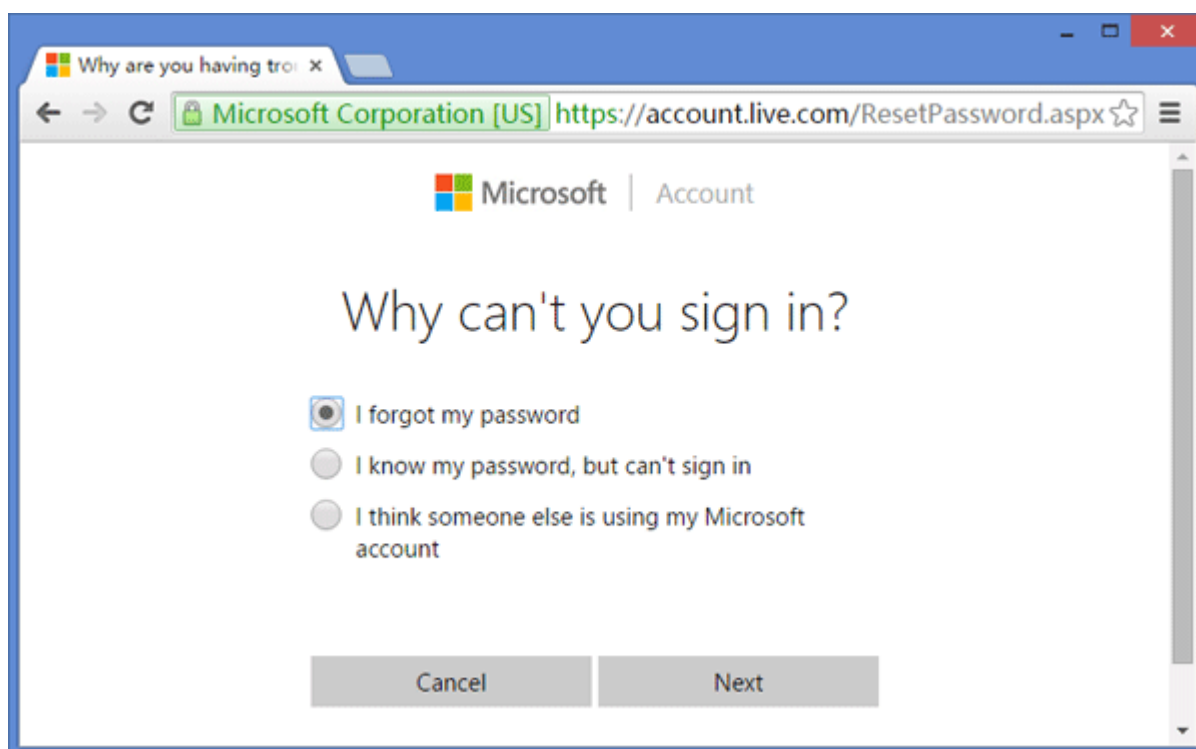 Why are you having tro
Microsoft Corporation [US] https://account.live.com/ResetPassword.aspx
Microsoft | Account
Why can't you sign in?
I forgot my password
I know my password, but can't sign in
I think someone else is using my Microsoft
account
Cancel Next